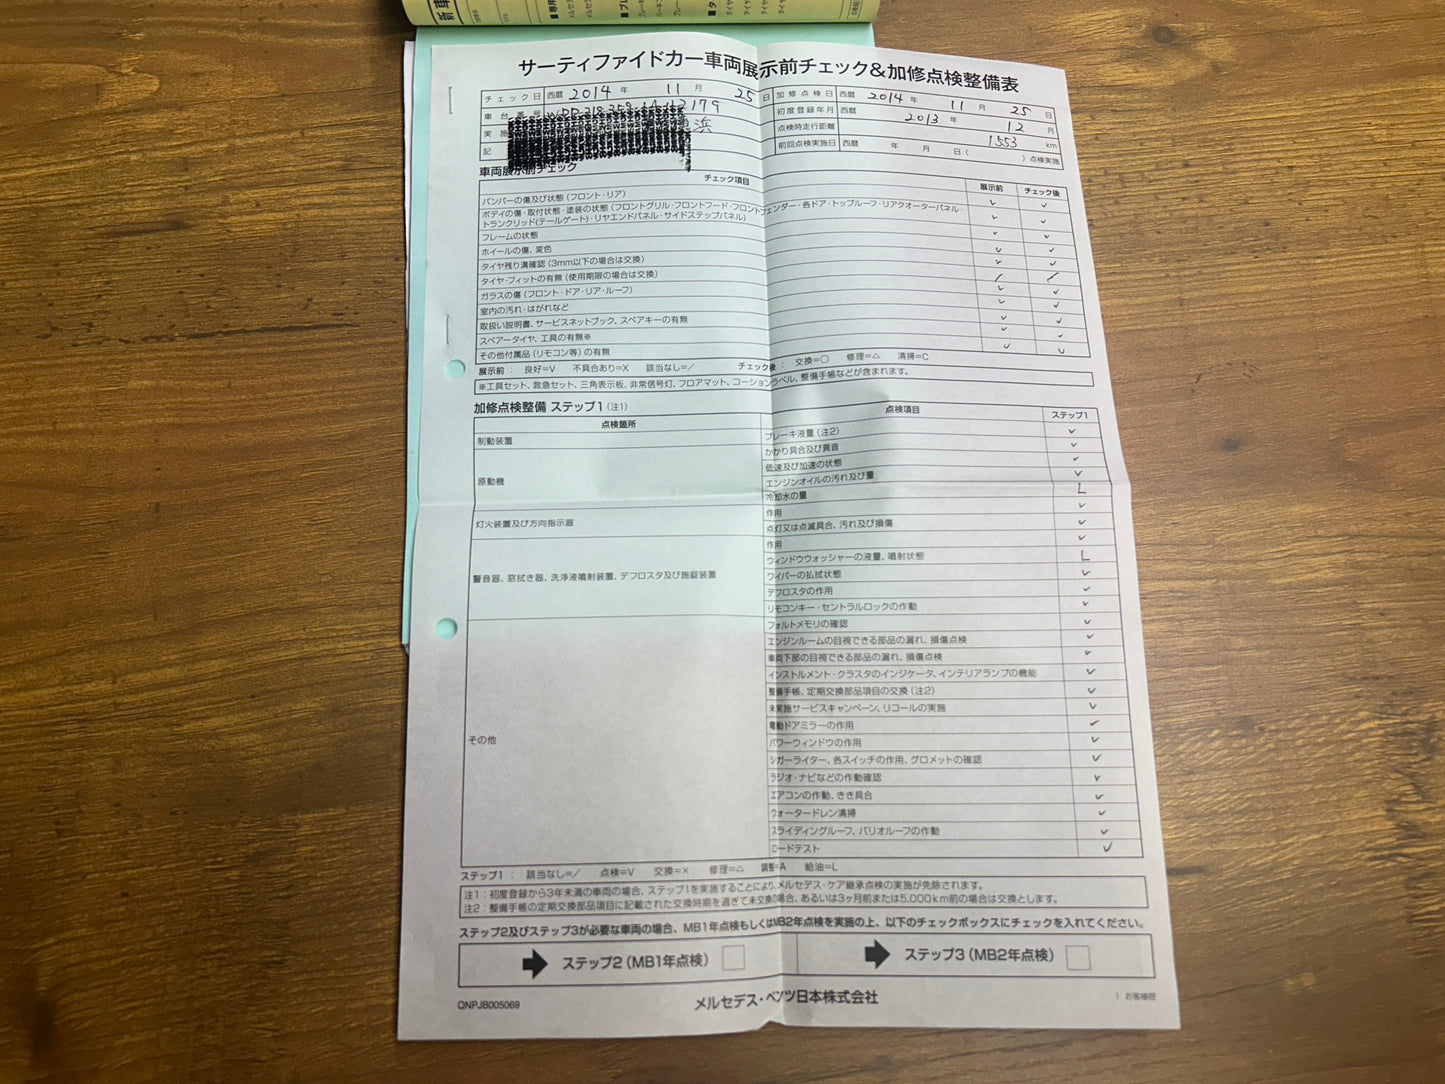 新車
サーティファイドカー車両展示前チェック&加修点検整備表
チェック日 西暦 2014 年 11 月 25 日
加修点検日 西暦 2014 年 11 月 25 日
車台番号
初度登録年月 西暦 2013 年 12 月
実施
浜
点検時走行距離 1553 km
記
前回点検実施日 西暦 年 月 日( )点検実施
車両展示前チェック
チェック項目 展示前 チェック後
バンパーの傷及び状態(フロント・リア) ✓ ✓
ボディの傷・取付状態・塗装の状態(フロントグリル・フロントフード・フロントフェンダー・各ドア・トップルーフ・リアクオーターパネル・
トランクリッド(テールゲート)・リヤエンドパネル・サイドステップパネル) ✓ ✓
フレームの状態 ✓ ✓
ホイールの傷、変色 ✓ ✓
タイヤ残り溝確認(3mm以下の場合は交換) ✓ ✓
タイヤ・フィットの有無(使用期限の場合は交換) / /
ガラスの傷(フロント・ドア・リア・ルーフ) ✓ ✓
室内の汚れ・はがれなど ✓ ✓
取扱い説明書、サービスネットブック、スペアキーの有無 ✓ ✓
スペアータイヤ、工具の有無※ ✓ ✓
その他付属品(リモコン等)の有無 ✓ ✓
展示前: 良好=V 不具合あり=X 該当なし=/ チェック後: 交換=○ 修理=△ 清掃=C
※工具セット、救急セット、三角表示板、非常信号灯、フロアマット、コーションラベル、整備手帳などが含まれます。
加修点検整備 ステップ1(注1)
点検箇所 点検項目 ステップ1
制動装置 ブレーキ液量(注2) ✓
かかり具合及び異音 ✓
原動機 低速及び加速の状態 ✓
エンジンオイルの汚れ及び量 ✓
冷却水の量 L
灯火装置及び方向指示器 作用 ✓
点灯又は点滅具合、汚れ及び損傷 ✓
警音器、窓拭き器、洗浄液噴射装置、デフロスタ及び施錠装置 作用 ✓
ウィンドウウォッシャーの液量、噴射状態 L
ワイパーの払拭状態 ✓
デフロスタの作用 ✓
リモコンキー・セントラルロックの作動 ✓
その他 フォルトメモリの確認 ✓
エンジンルームの目視できる部品の漏れ、損傷点検 ✓
車両下部の目視できる部品の漏れ、損傷点検 ✓
インストルメント・クラスタのインジケータ、インテリアランプの機能 ✓
整備手帳、定期交換部品項目の交換(注2) ✓
未実施サービスキャンペーン、リコールの実施 ✓
電動ドアミラーの作用 ✓
パワーウィンドウの作用 ✓
シガーライター、各スイッチの作用、グロメットの確認 ✓
ラジオ・ナビなどの作動確認 ✓
エアコンの作動、きき具合 ✓
ウォータードレン清掃 ✓
スライディングルーフ、バリオルーフの作動 ✓
ロードテスト ✓
ステップ1: 該当なし=/ 点検=V 交換=× 修理=△ 調整=A 給油=L
注1:初度登録から3年未満の車両の場合、ステップ1を実施することにより、メルセデス・ケア継承点検の実施が免除されます。
注2:整備手帳の定期交換部品項目に記載された交換時期を過ぎて未交換の場合、あるいは3ヶ月前または5,000km前の場合は交換とします。
ステップ2及びステップ3が必要な車両の場合、MB1年点検もしくはMB2年点検を実施の上、以下のチェックボックスにチェックを入れてください。
ステップ2(MB1年点検) ステップ3(MB2年点検)
QNPJB005069 メルセデス・ベンツ日本株式会社 1 お客様控